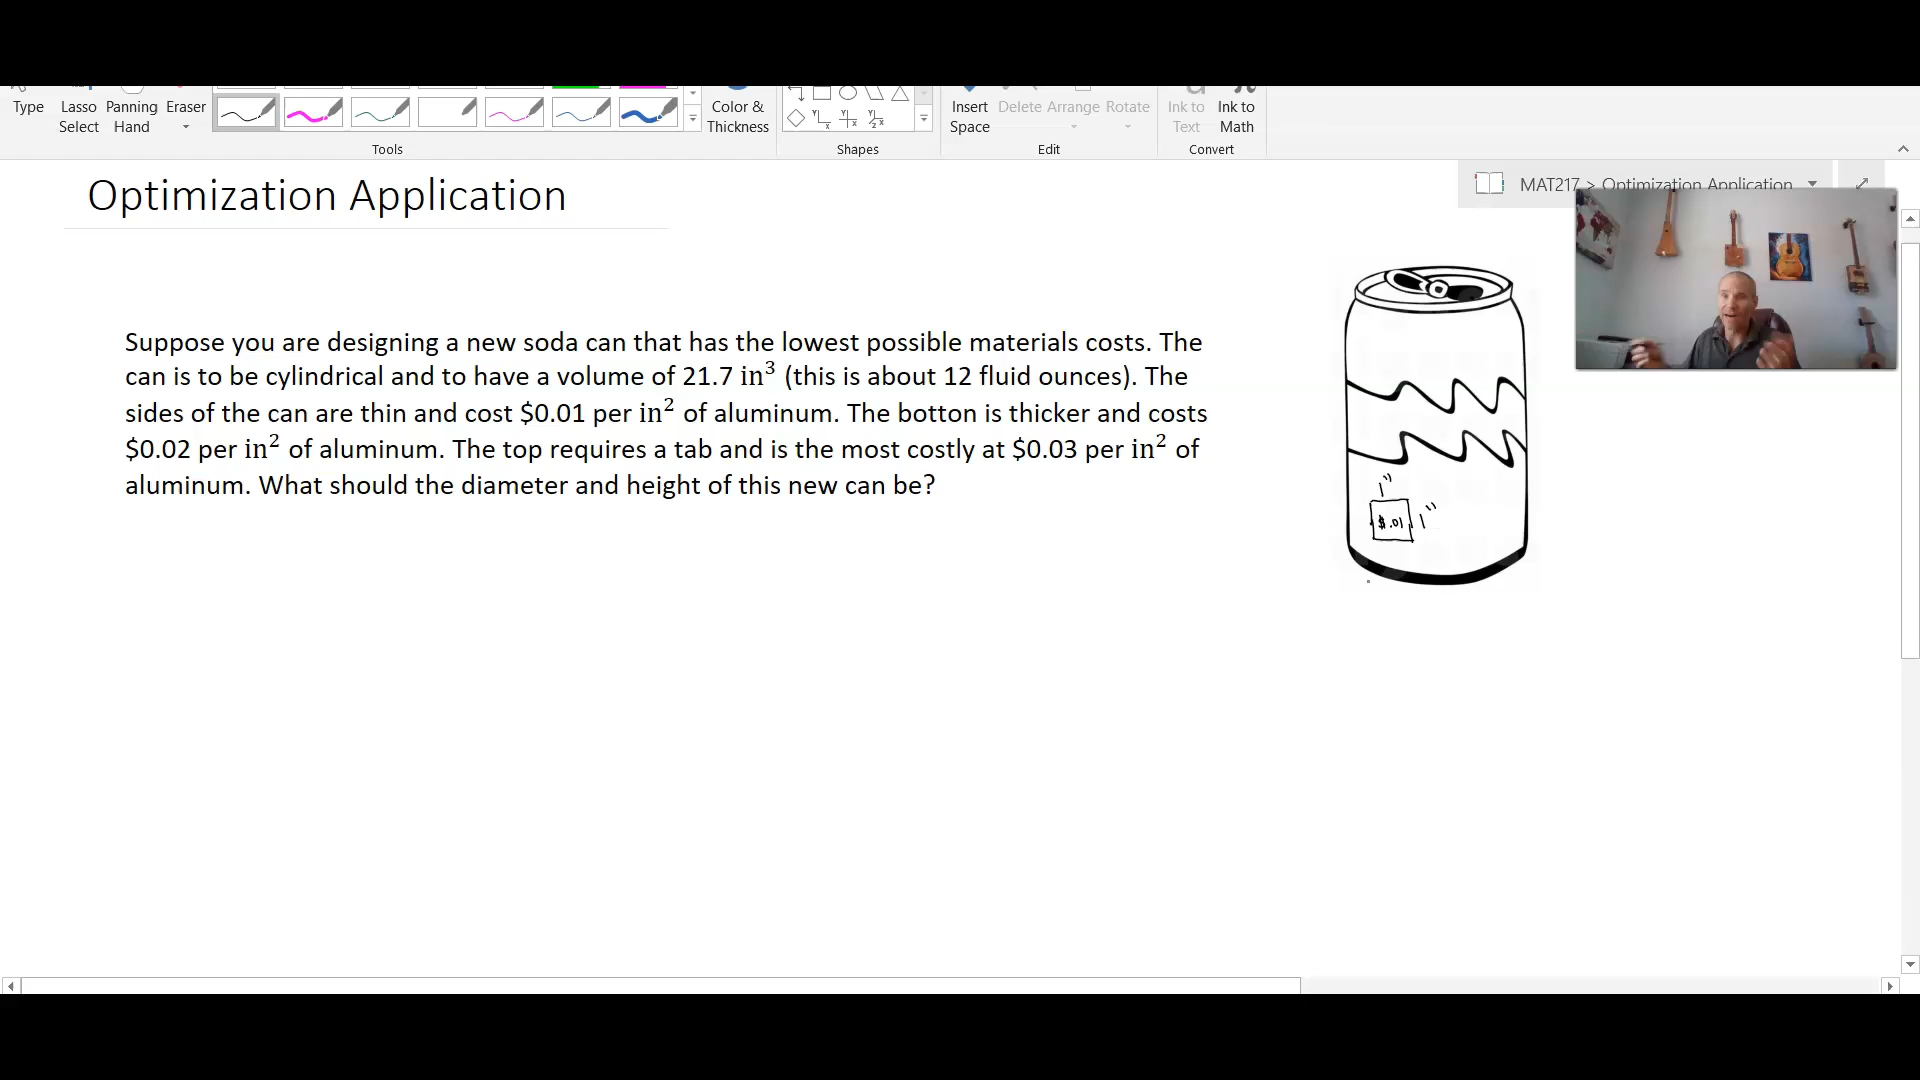 Type Lasso Select Panning Hand Eraser Color & Thickness Insert Space Delete Arrange Rotate Ink to Text Ink to Math
Tools Shapes Edit Convert
MAT217 > Optimization Application
Optimization Application
Suppose you are designing a new soda can that has the lowest possible materials costs. The
can is to be cylindrical and to have a volume of 21.7 in³ (this is about 12 fluid ounces). The
sides of the can are thin and cost $0.01 per in² of aluminum. The botton is thicker and costs
$0.02 per in² of aluminum. The top requires a tab and is the most costly at $0.03 per in² of
aluminum. What should the diameter and height of this new can be?
1"
$.01 1"